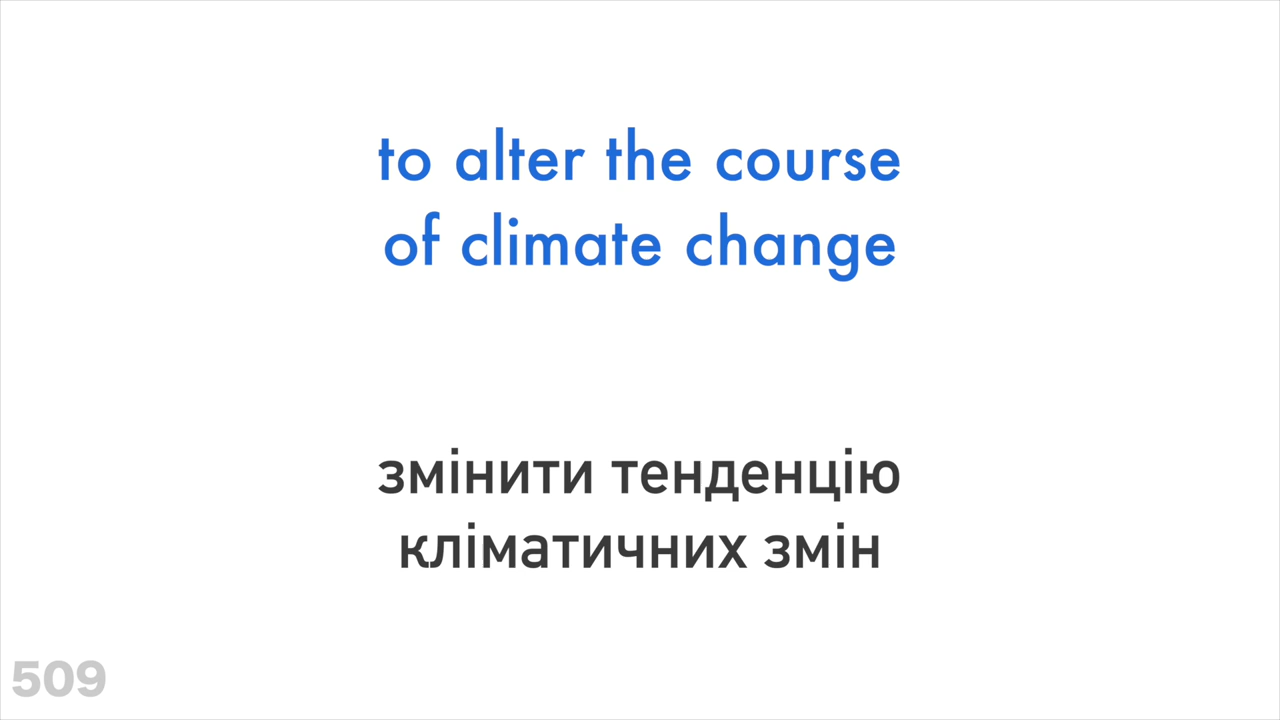 to alter the course
of climate change
змінити тенденцію
кліматичних змін
509